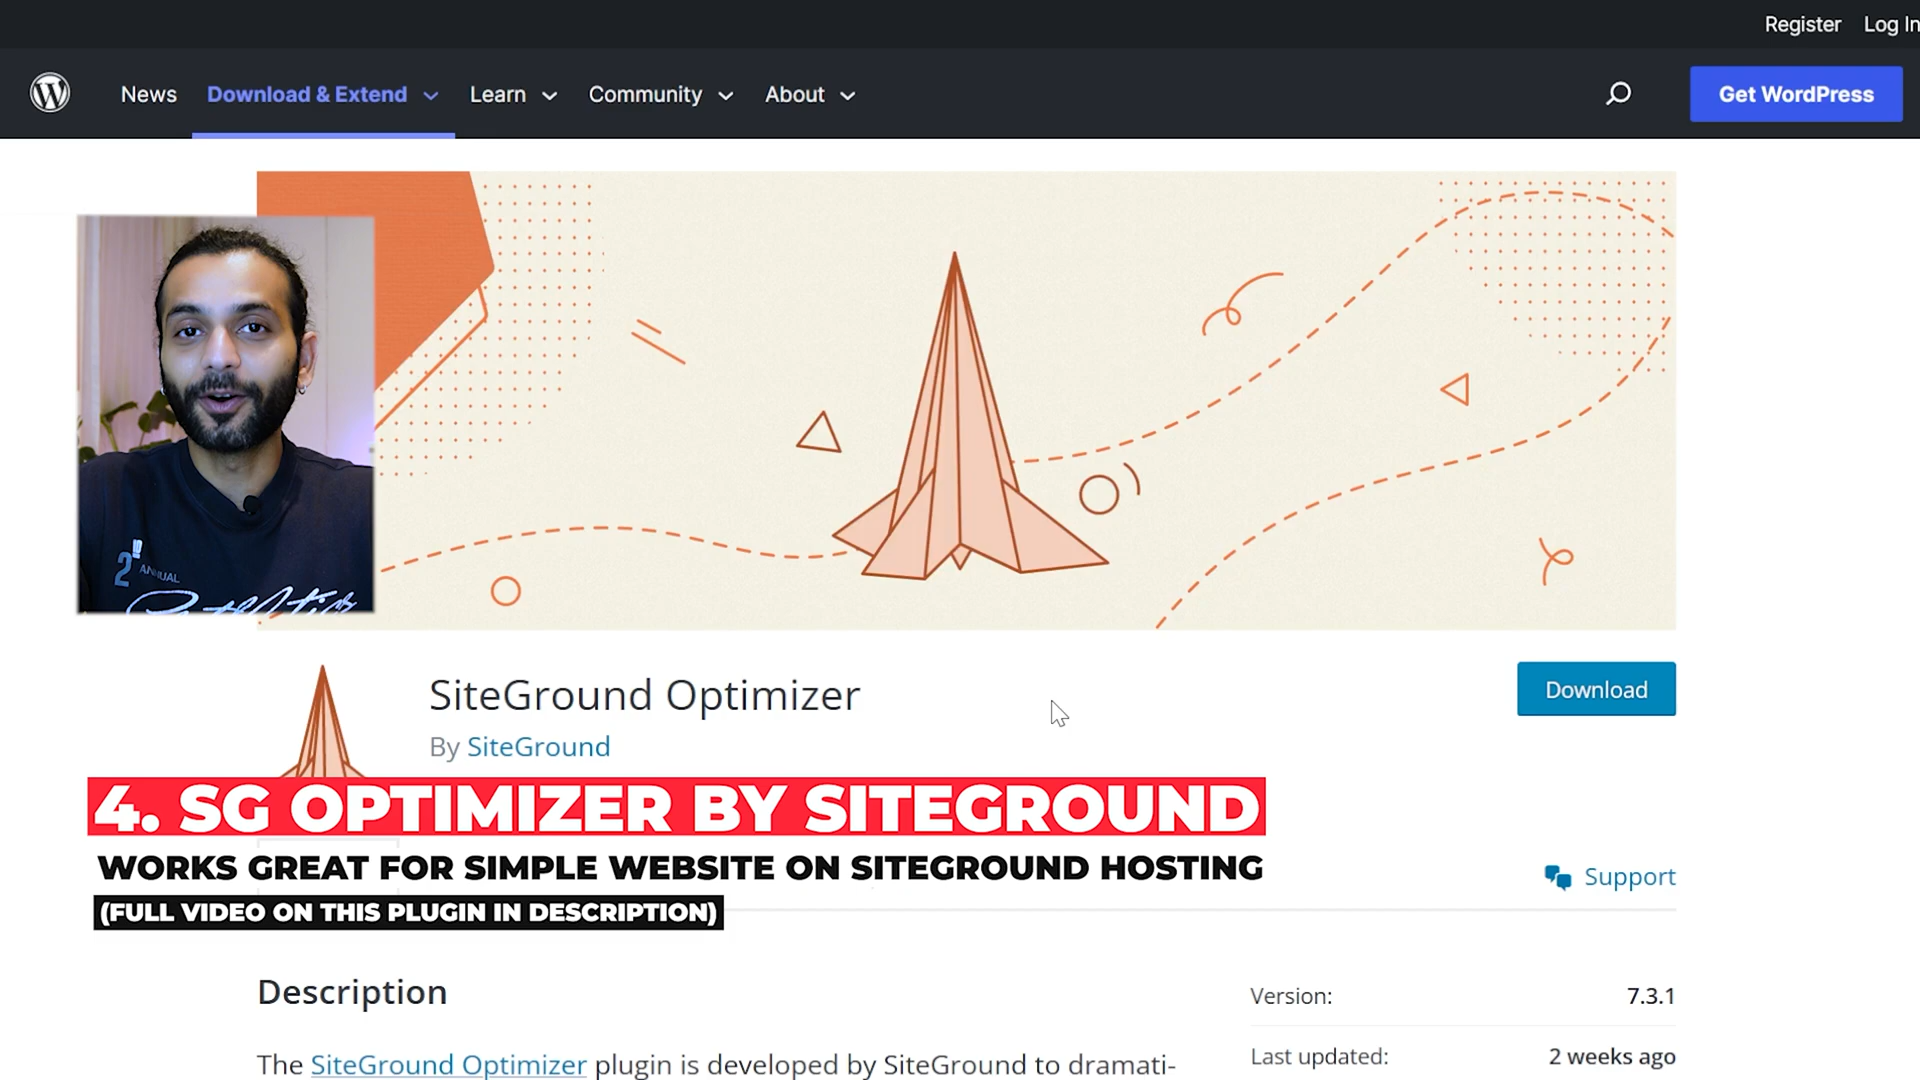 Register Log In
News Download & Extend Learn Community About Get WordPress
2 ANNUAL
SiteGround Optimizer
Download
By SiteGround
4. SG OPTIMIZER BY SITEGROUND
WORKS GREAT FOR SIMPLE WEBSITE ON SITEGROUND HOSTING
Support
(FULL VIDEO ON THIS PLUGIN IN DESCRIPTION)
Description
Version: 7.3.1
Last updated: 2 weeks ago
The SiteGround Optimizer plugin is developed by SiteGround to dramati-